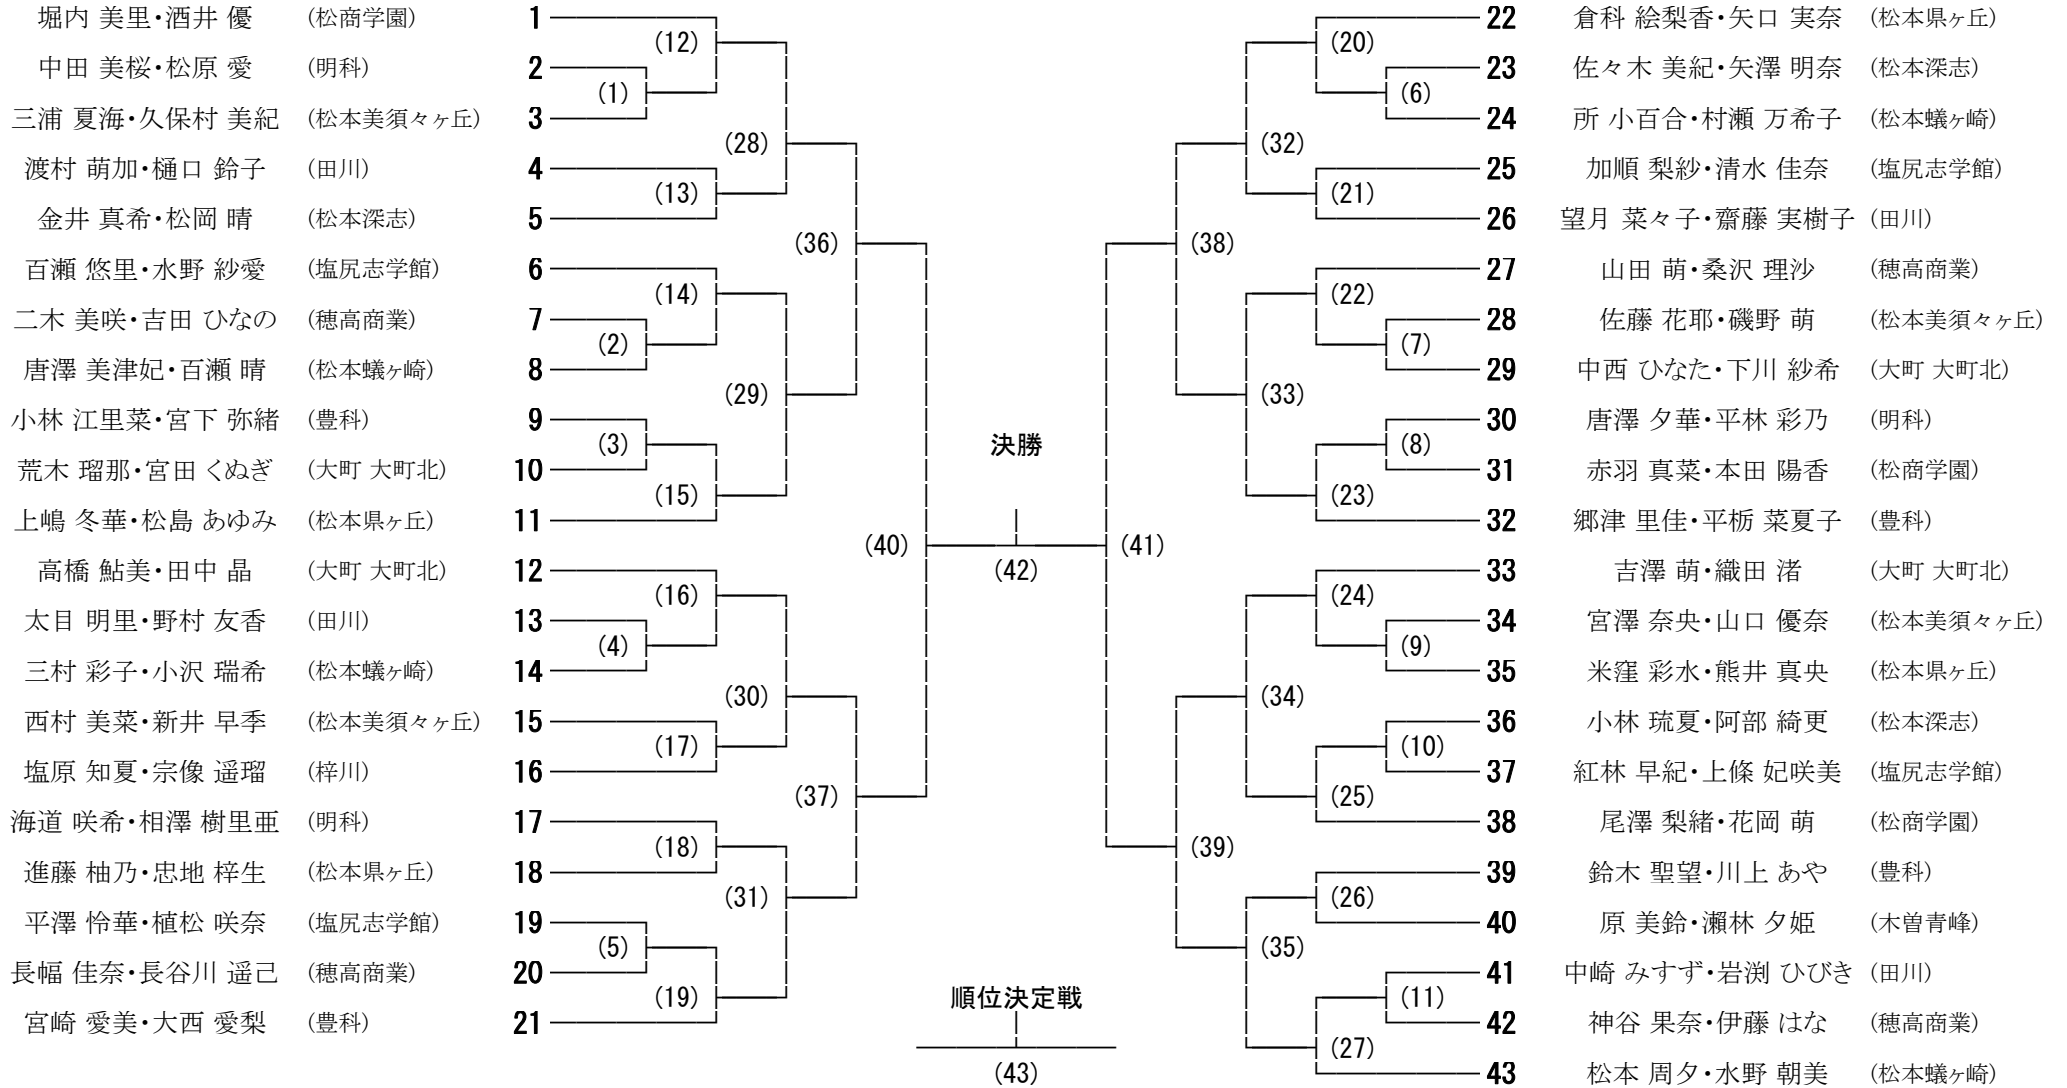 堀内 美里・酒井 優 (松商学園) 1
中田 美桜・松原 愛 (明科) 2
三浦 夏海・久保村 美紀 (松本美須々ヶ丘) 3
渡村 萌加・樋口 鈴子 (田川) 4
金井 真希・松岡 晴 (松本深志) 5
百瀬 悠里・水野 紗愛 (塩尻志学館) 6
二木 美咲・吉田 ひなの (穂高商業) 7
唐澤 美津妃・百瀬 晴 (松本蟻ヶ崎) 8
小林 江里菜・宮下 弥緒 (豊科) 9
荒木 瑠那・宮田 くぬぎ (大町 大町北) 10
上嶋 冬華・松島 あゆみ (松本県ヶ丘) 11
高橋 鮎美・田中 晶 (大町 大町北) 12
太目 明里・野村 友香 (田川) 13
三村 彩子・小沢 瑞希 (松本蟻ヶ崎) 14
西村 美菜・新井 早季 (松本美須々ヶ丘) 15
塩原 知夏・宗像 遥瑠 (梓川) 16
海道 咲希・相澤 樹里亜 (明科) 17
進藤 柚乃・忠地 梓生 (松本県ヶ丘) 18
平澤 怜華・植松 咲奈 (塩尻志学館) 19
長幅 佳奈・長谷川 遥己 (穂高商業) 20
宮崎 愛美・大西 愛梨 (豊科) 21
(1)
(2)
(3)
(4)
(5)
(12)
(13)
(14)
(15)
(16)
(17)
(18)
(19)
(28)
(29)
(30)
(31)
(36)
(37)
(40)
決勝
(42)
順位決定戦
(43)
(41)
(38)
(39)
(32)
(33)
(34)
(35)
(20)
(21)
(22)
(23)
(24)
(25)
(26)
(27)
(6)
(7)
(8)
(9)
(10)
(11)
22 倉科 絵梨香・矢口 実奈 (松本県ヶ丘)
23 佐々木 美紀・矢澤 明奈 (松本深志)
24 所 小百合・村瀬 万希子 (松本蟻ヶ崎)
25 加順 梨紗・清水 佳奈 (塩尻志学館)
26 望月 菜々子・齋藤 実樹子 (田川)
27 山田 萌・桑沢 理沙 (穂高商業)
28 佐藤 花耶・磯野 萌 (松本美須々ヶ丘)
29 中西 ひなた・下川 紗希 (大町 大町北)
30 唐澤 夕華・平林 彩乃 (明科)
31 赤羽 真菜・本田 陽香 (松商学園)
32 郷津 里佳・平栃 菜夏子 (豊科)
33 吉澤 萌・織田 渚 (大町 大町北)
34 宮澤 奈央・山口 優奈 (松本美須々ヶ丘)
35 米窪 彩水・熊井 真央 (松本県ヶ丘)
36 小林 琉夏・阿部 綺更 (松本深志)
37 紅林 早紀・上條 妃咲美 (塩尻志学館)
38 尾澤 梨緒・花岡 萌 (松商学園)
39 鈴木 聖望・川上 あや (豊科)
40 原 美鈴・瀬林 夕姫 (木曽青峰)
41 中崎 みすず・岩渕 ひびき (田川)
42 神谷 果奈・伊藤 はな (穂高商業)
43 松本 周夕・水野 朝美 (松本蟻ヶ崎)